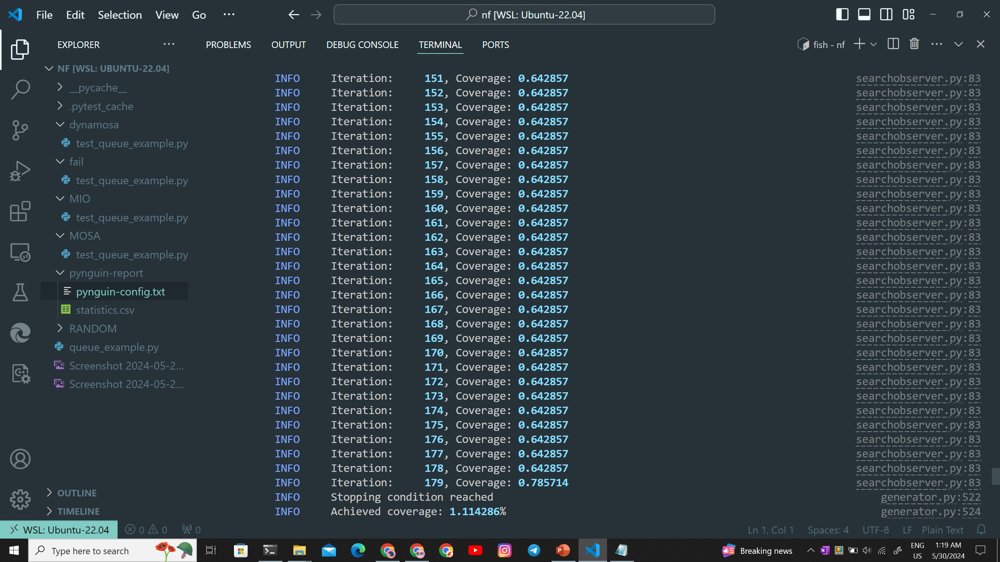 File Edit Selection View Go ···
nf [WSL: Ubuntu-22.04]
EXPLORER
PROBLEMS OUTPUT DEBUG CONSOLE TERMINAL PORTS
fish - nf
NF [WSL: UBUNTU-22.04]
__pycache__
.pytest_cache
dynamosa
test_queue_example.py
fail
test_queue_example.py
MIO
test_queue_example.py
MOSA
test_queue_example.py
pynguin-report
pynguin-config.txt
statistics.csv
RANDOM
queue_example.py
Screenshot 2024-05-2...
Screenshot 2024-05-2...
OUTLINE
TIMELINE
INFO Iteration: 151, Coverage: 0.642857 searchobserver.py:83
INFO Iteration: 152, Coverage: 0.642857 searchobserver.py:83
INFO Iteration: 153, Coverage: 0.642857 searchobserver.py:83
INFO Iteration: 154, Coverage: 0.642857 searchobserver.py:83
INFO Iteration: 155, Coverage: 0.642857 searchobserver.py:83
INFO Iteration: 156, Coverage: 0.642857 searchobserver.py:83
INFO Iteration: 157, Coverage: 0.642857 searchobserver.py:83
INFO Iteration: 158, Coverage: 0.642857 searchobserver.py:83
INFO Iteration: 159, Coverage: 0.642857 searchobserver.py:83
INFO Iteration: 160, Coverage: 0.642857 searchobserver.py:83
INFO Iteration: 161, Coverage: 0.642857 searchobserver.py:83
INFO Iteration: 162, Coverage: 0.642857 searchobserver.py:83
INFO Iteration: 163, Coverage: 0.642857 searchobserver.py:83
INFO Iteration: 164, Coverage: 0.642857 searchobserver.py:83
INFO Iteration: 165, Coverage: 0.642857 searchobserver.py:83
INFO Iteration: 166, Coverage: 0.642857 searchobserver.py:83
INFO Iteration: 167, Coverage: 0.642857 searchobserver.py:83
INFO Iteration: 168, Coverage: 0.642857 searchobserver.py:83
INFO Iteration: 169, Coverage: 0.642857 searchobserver.py:83
INFO Iteration: 170, Coverage: 0.642857 searchobserver.py:83
INFO Iteration: 171, Coverage: 0.642857 searchobserver.py:83
INFO Iteration: 172, Coverage: 0.642857 searchobserver.py:83
INFO Iteration: 173, Coverage: 0.642857 searchobserver.py:83
INFO Iteration: 174, Coverage: 0.642857 searchobserver.py:83
INFO Iteration: 175, Coverage: 0.642857 searchobserver.py:83
INFO Iteration: 176, Coverage: 0.642857 searchobserver.py:83
INFO Iteration: 177, Coverage: 0.642857 searchobserver.py:83
INFO Iteration: 178, Coverage: 0.642857 searchobserver.py:83
INFO Iteration: 179, Coverage: 0.785714 searchobserver.py:83
INFO Stopping condition reached generator.py:522
INFO Achieved coverage: 1.114286% generator.py:524
WSL: Ubuntu-22.04 0 0 0 Ln 1, Col 1 Spaces: 4 UTF-8 LF Plain Text
Type here to search
Breaking news
ENG
US
1:19 AM
5/30/2024